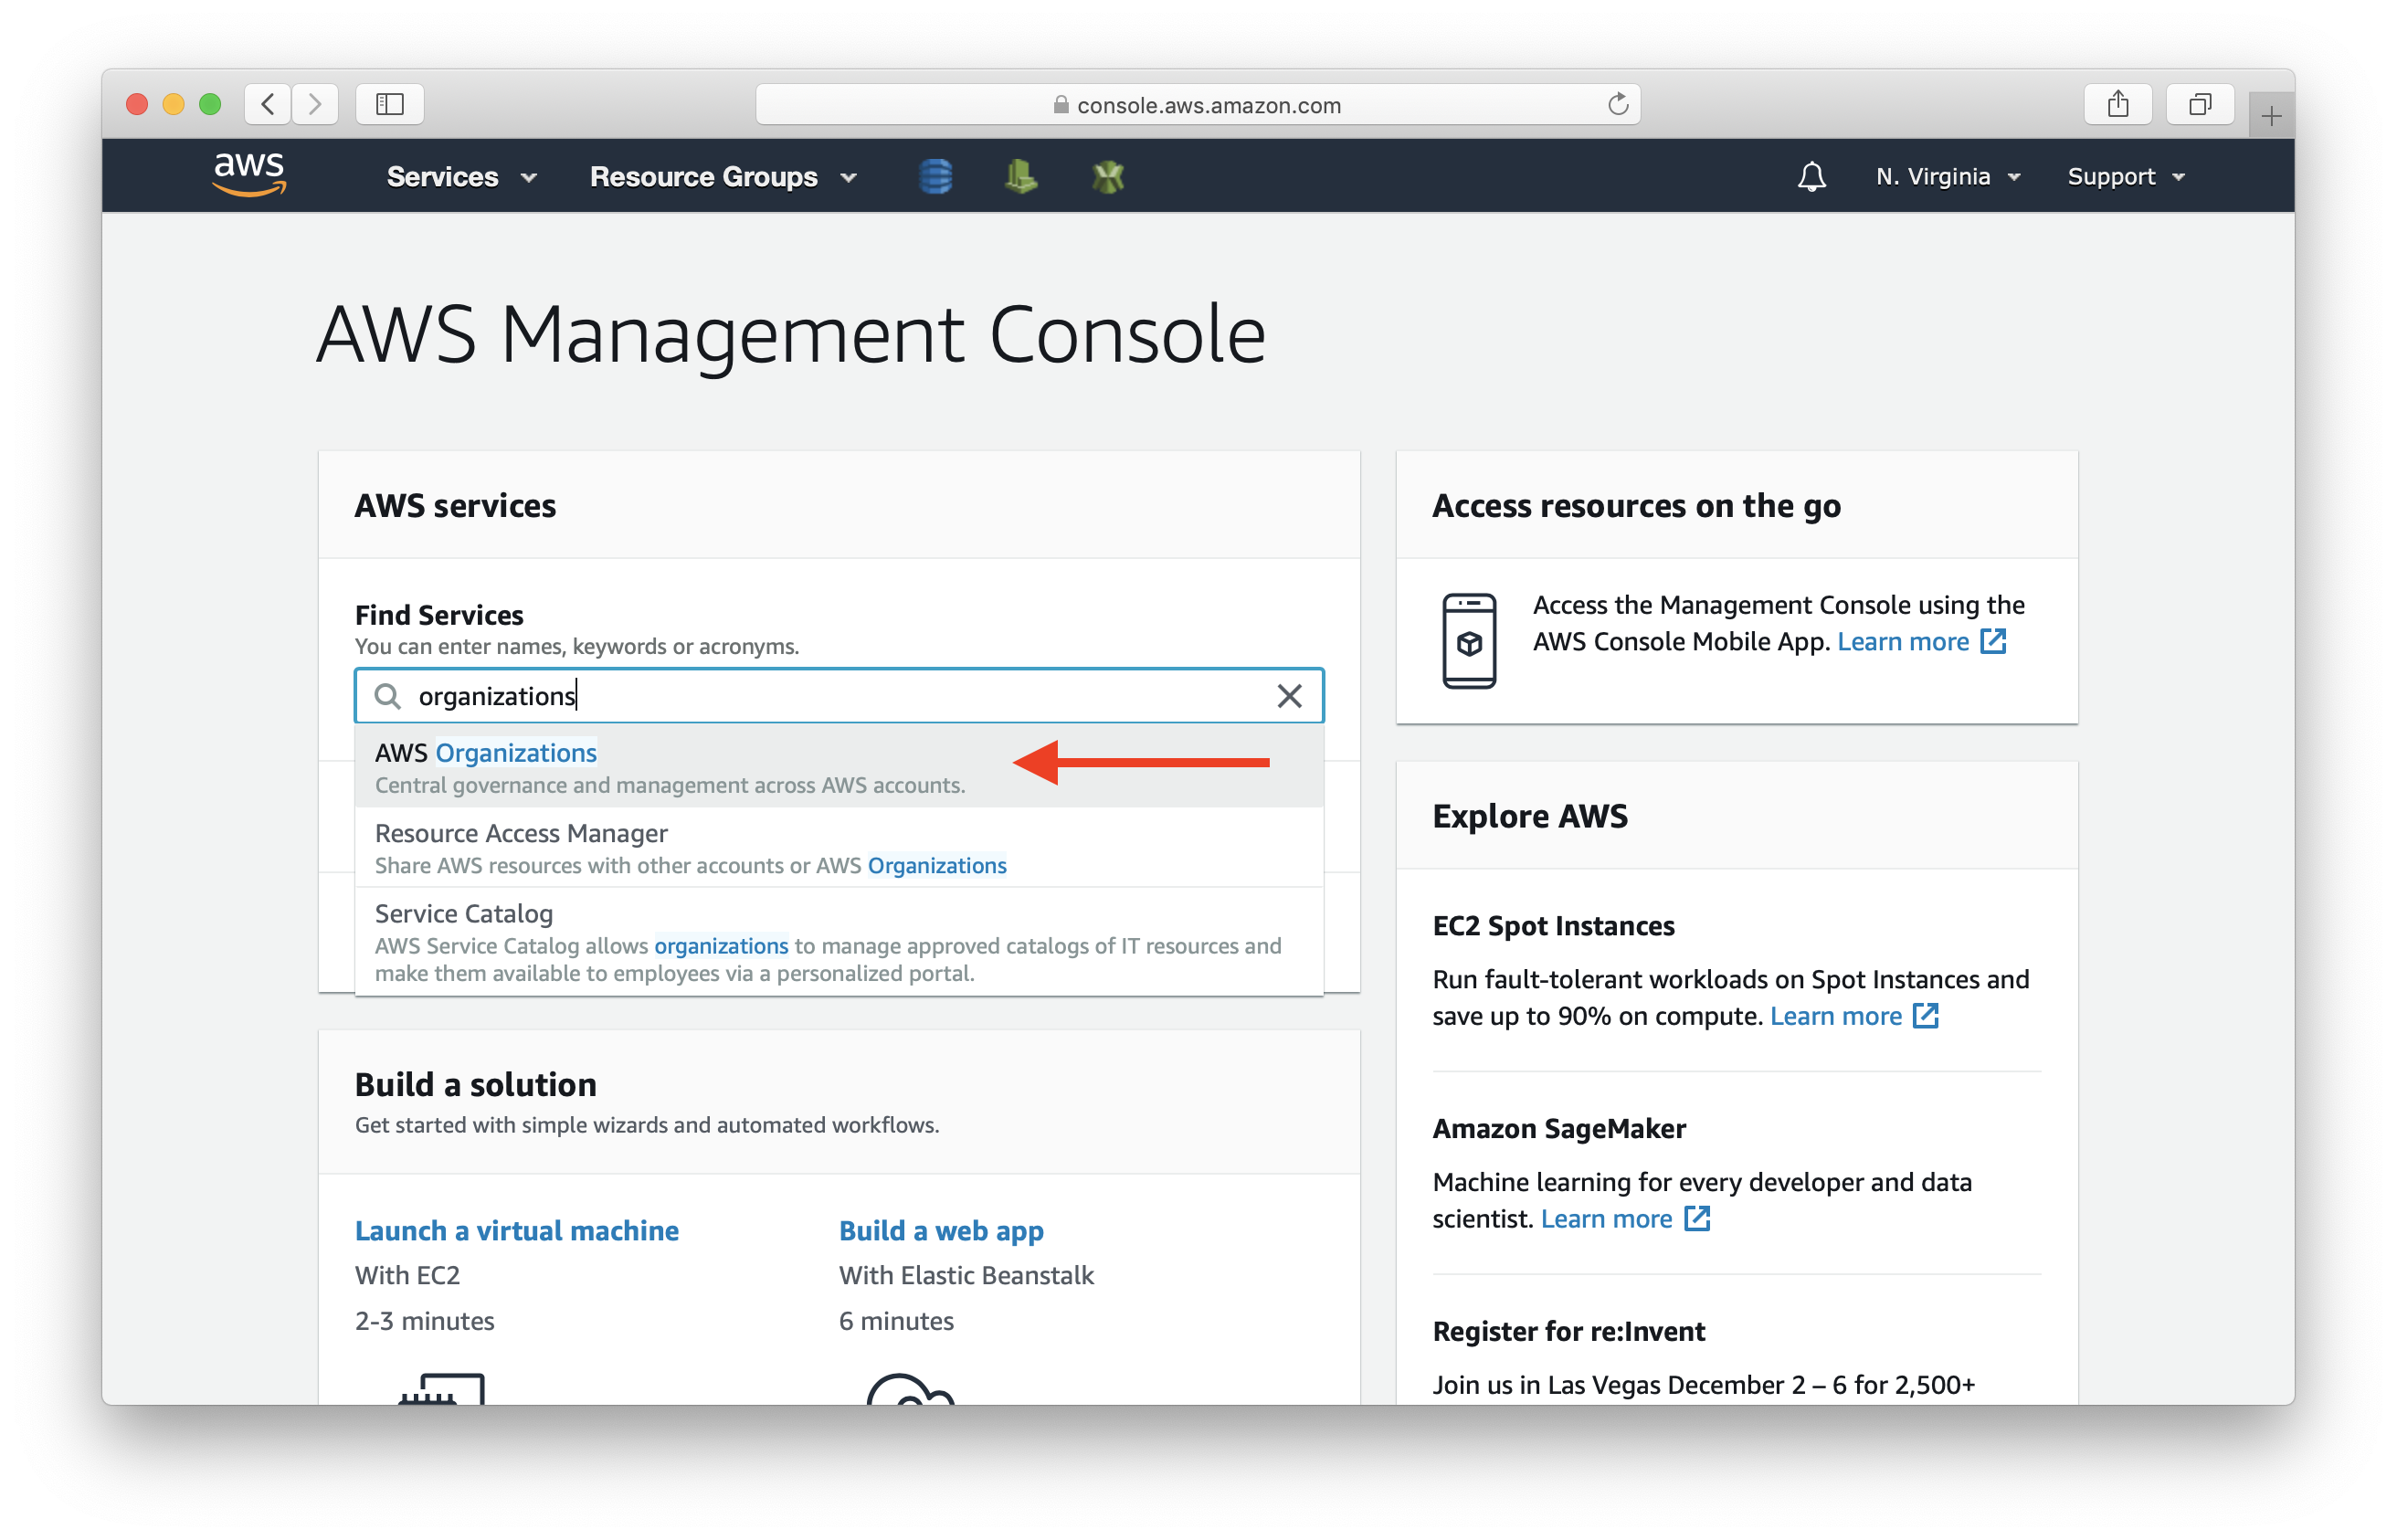 console.aws.amazon.com
aws
Services
Resource Groups
N. Virginia
Support
AWS Management Console
AWS services
Find Services
You can enter names, keywords or acronyms.
organizations
AWS Organizations
Central governance and management across AWS accounts.
Resource Access Manager
Share AWS resources with other accounts or AWS Organizations
Service Catalog
AWS Service Catalog allows organizations to manage approved catalogs of IT resources and
make them available to employees via a personalized portal.
Build a solution
Get started with simple wizards and automated workflows.
Launch a virtual machine
With EC2
2-3 minutes
Build a web app
With Elastic Beanstalk
6 minutes
Access resources on the go
Access the Management Console using the
AWS Console Mobile App. Learn more
Explore AWS
EC2 Spot Instances
Run fault-tolerant workloads on Spot Instances and
save up to 90% on compute. Learn more
Amazon SageMaker
Machine learning for every developer and data
scientist. Learn more
Register for re:Invent
Join us in Las Vegas December 2 – 6 for 2,500+